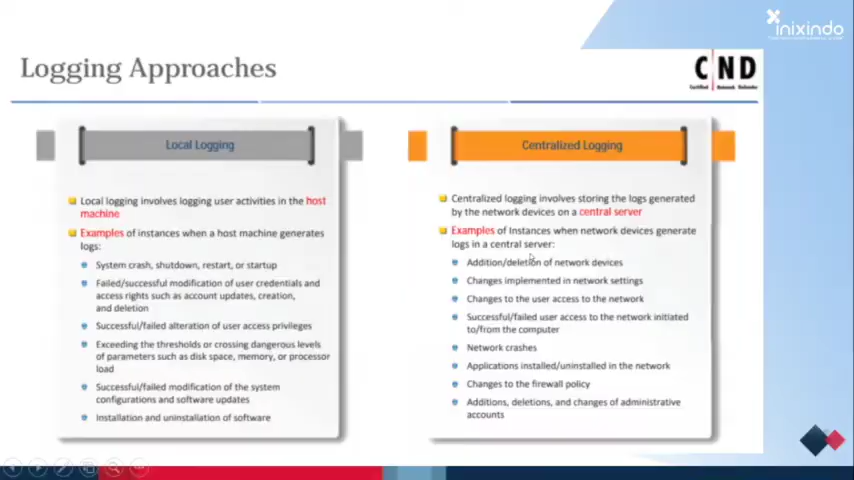 inixindo
Logging Approaches
CND
Certified Network Defender
Local Logging
Local logging involves logging user activities in the host
machine
Examples of instances when a host machine generates
logs:
System crash, shutdown, restart, or startup
Failed/successful modification of user credentials and
access rights such as account updates, creation,
and deletion
Successful/failed alteration of user access privileges
Exceeding the thresholds or crossing dangerous levels
of parameters such as disk space, memory, or processor
load
Successful/failed modification of the system
configurations and software updates
Installation and uninstallation of software
Centralized Logging
Centralized logging involves storing the logs generated
by the network devices on a central server
Examples of Instances when network devices generate
logs in a central server:
Addition/deletion of network devices
Changes implemented in network settings
Changes to the user access to the network
Successful/failed user access to the network initiated
to/from the computer
Network crashes
Applications installed/uninstalled in the network
Changes to the firewall policy
Additions, deletions, and changes of administrative
accounts